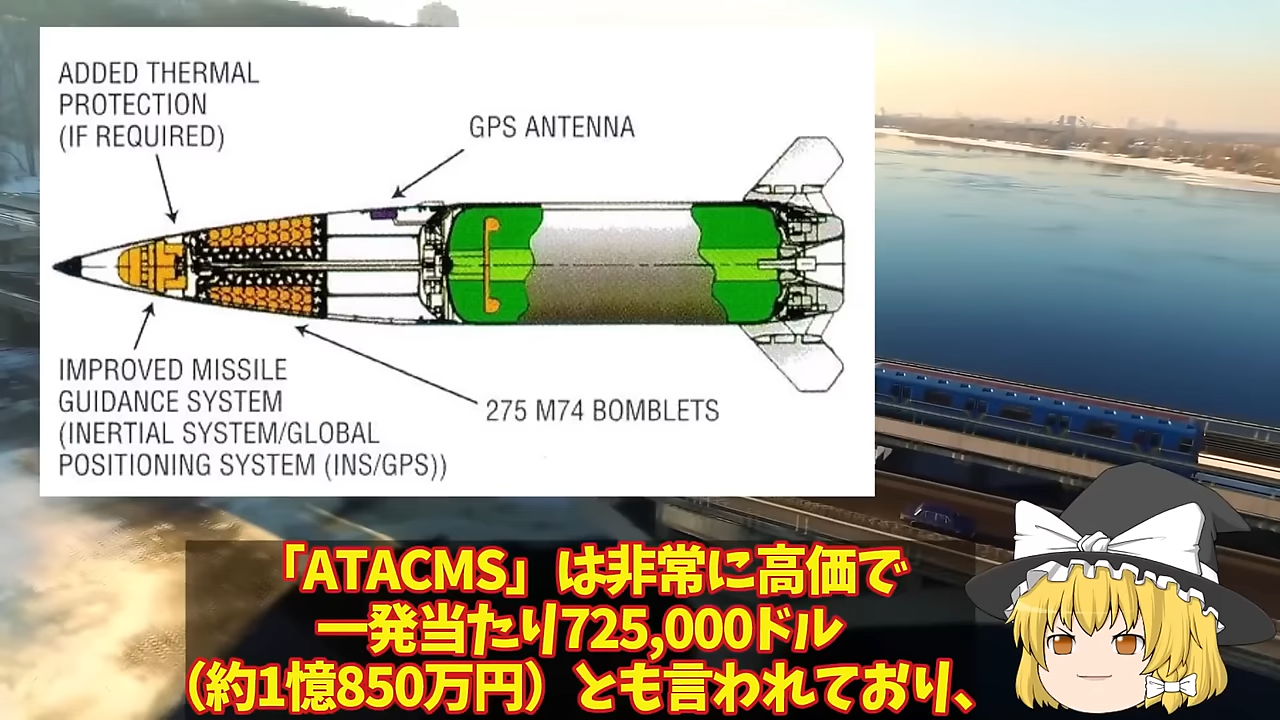 ADDED THERMAL
PROTECTION
(IF REQUIRED)
GPS ANTENNA
IMPROVED MISSILE
GUIDANCE SYSTEM
(INERTIAL SYSTEM/GLOBAL
POSITIONING SYSTEM (INS/GPS))
275 M74 BOMBLETS
「ATACMS」は非常に高価で
一発当たり725,000ドル
（約1憶850万円）とも言われており、